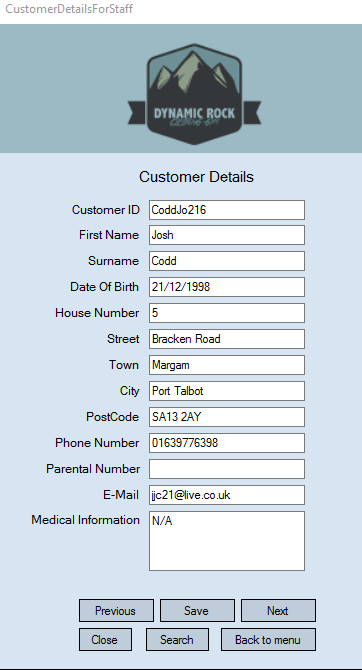 CustomerDetailsForStaff
DYNAMIC ROCK
Customer Details
Customer ID CoddJo216
First Name Josh
Surname Codd
Date Of Birth 21/12/1998
House Number 5
Street Bracken Road
Town Margam
City Port Talbot
PostCode SA13 2AY
Phone Number 01639776398
Parental Number
E-Mail jjc21@live.co.uk
Medical Information N/A
Previous Save Next
Close Search Back to menu